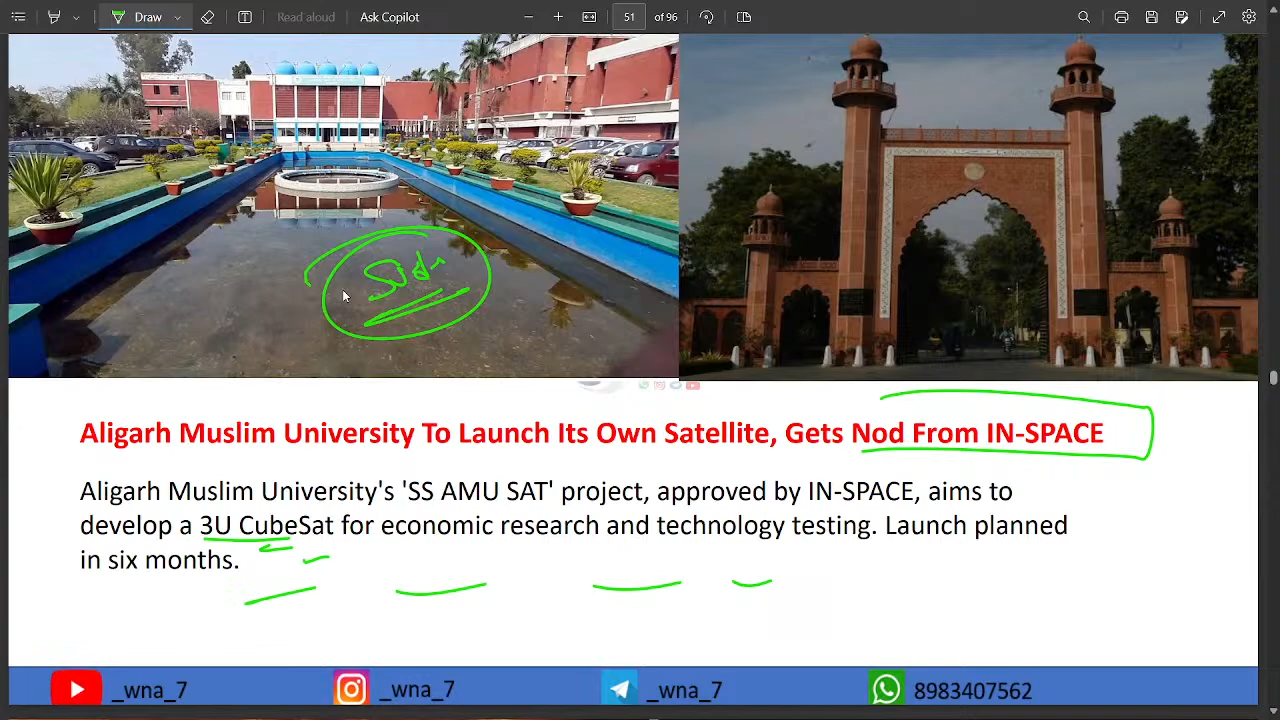 Draw
Read aloud
Ask Copilot
51
of 96
Aligarh Muslim University To Launch Its Own Satellite, Gets Nod From IN-SPACE
Aligarh Muslim University's 'SS AMU SAT' project, approved by IN-SPACE, aims to
develop a 3U CubeSat for economic research and technology testing. Launch planned
in six months.
_wna_7
_wna_7
_wna_7
8983407562